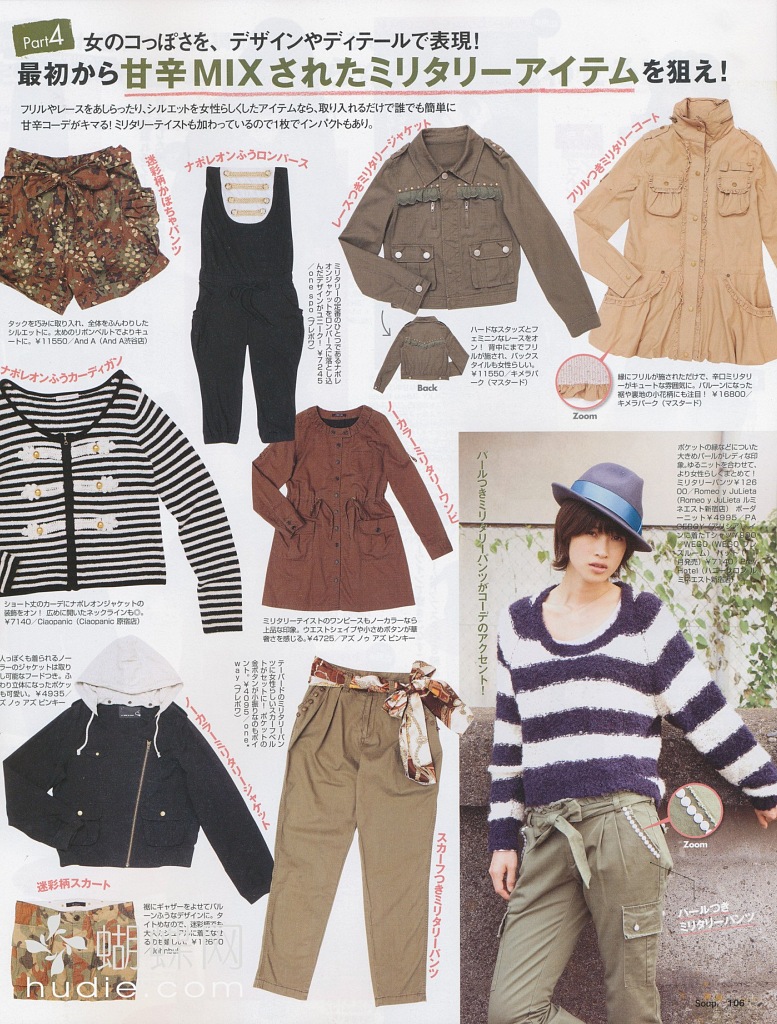 Part4
女のコっぽさを、デザインやディテールで表現!
最初から甘辛MIXされたミリタリーアイテムを狙え!
フリルやレースをあしらったり、シルエットを女性らしくしたアイテムなら、取り入れるだけで誰でも簡単に
甘辛コーデがキマる! ミリタリーテイストも加わっているので1枚でインパクトもあり。
迷彩柄かぼちゃパンツ
タックを巧みに取り入れ、全体をふんわりした
シルエットに。太めのリボンベルトでよりキュ
ートに。¥11550/And A(And A渋谷店)
ナポレオンふうロンパース
ミリタリーの定番のひとつであるナポレ
オンジャケットをロンパースに落とし込
んだデザインがユニーク! ¥7245
/one spo(プレボワ)
レースつきミリタリージャケット
Back
ハードなスタッズとフ
ェミニンなレースをオ
ン! 背中にまでフリ
ルが施され、バックス
タイルも女性らしい。
¥11550/キメラパ
ーク(マスタード)
フリルつきミリタリーコート
Zoom
縁にフリルが施されただけで、辛口ミリタリ
ーがキュートな雰囲気に。バルーンになった
裾や裏地の小花柄にも注目! ¥16800/
キメラパーク(マスタード)
ナポレオンふうカーディガン
ショート丈のカーデにナポレオンジャケットの
装飾をオン! 広めに開いたネックラインも◎。
¥7140/Ciaopanic(Ciaopanic 原宿店)
ノーカラーミリタリーワンピ
ミリタリーテイストのワンピースもノーカラーなら
上品な印象。ウエストシェイプや小さめボタンが華
奢さを感じる。¥4725/アズ ノゥ アズ ピンキー
パールつきミリタリーパンツがコーデのアクセント!
ポケットの縁などについた
大きめパールがレディな印
象。ゆるニットを合わせて、
より女性らしくまとめて!
ミリタリーパンツ¥126
00/Romeo y JuLieta
(Romeo y JuLieta ルミ
ネエスト新宿店) ボーダ
ーニット¥4995/PA
人っぽくも着られるノー
ラーのジャケットは取り
し可能なフードつき。ふ
わり立体になったポケッ
も可愛い。¥4935/
ズ ノゥ アズ ピンキー
ノーカラーミリタリージャケット
テーパードのミリタリーパン
ツに女性らしいスカーフベル
トがセットに! ポケットの
金ボタンが小振りなのもポイ
ント。¥4095/one
way(プレボワ)
スカーフつきミリタリーパンツ
Zoom
パールつき
ミリタリーパンツ
迷彩柄スカート
裾にギャザーをよせてバル
ーンふうなデザインに。タ
イトめなので、迷彩柄でも
蝴蝶网
hudie.com
Soup. 106